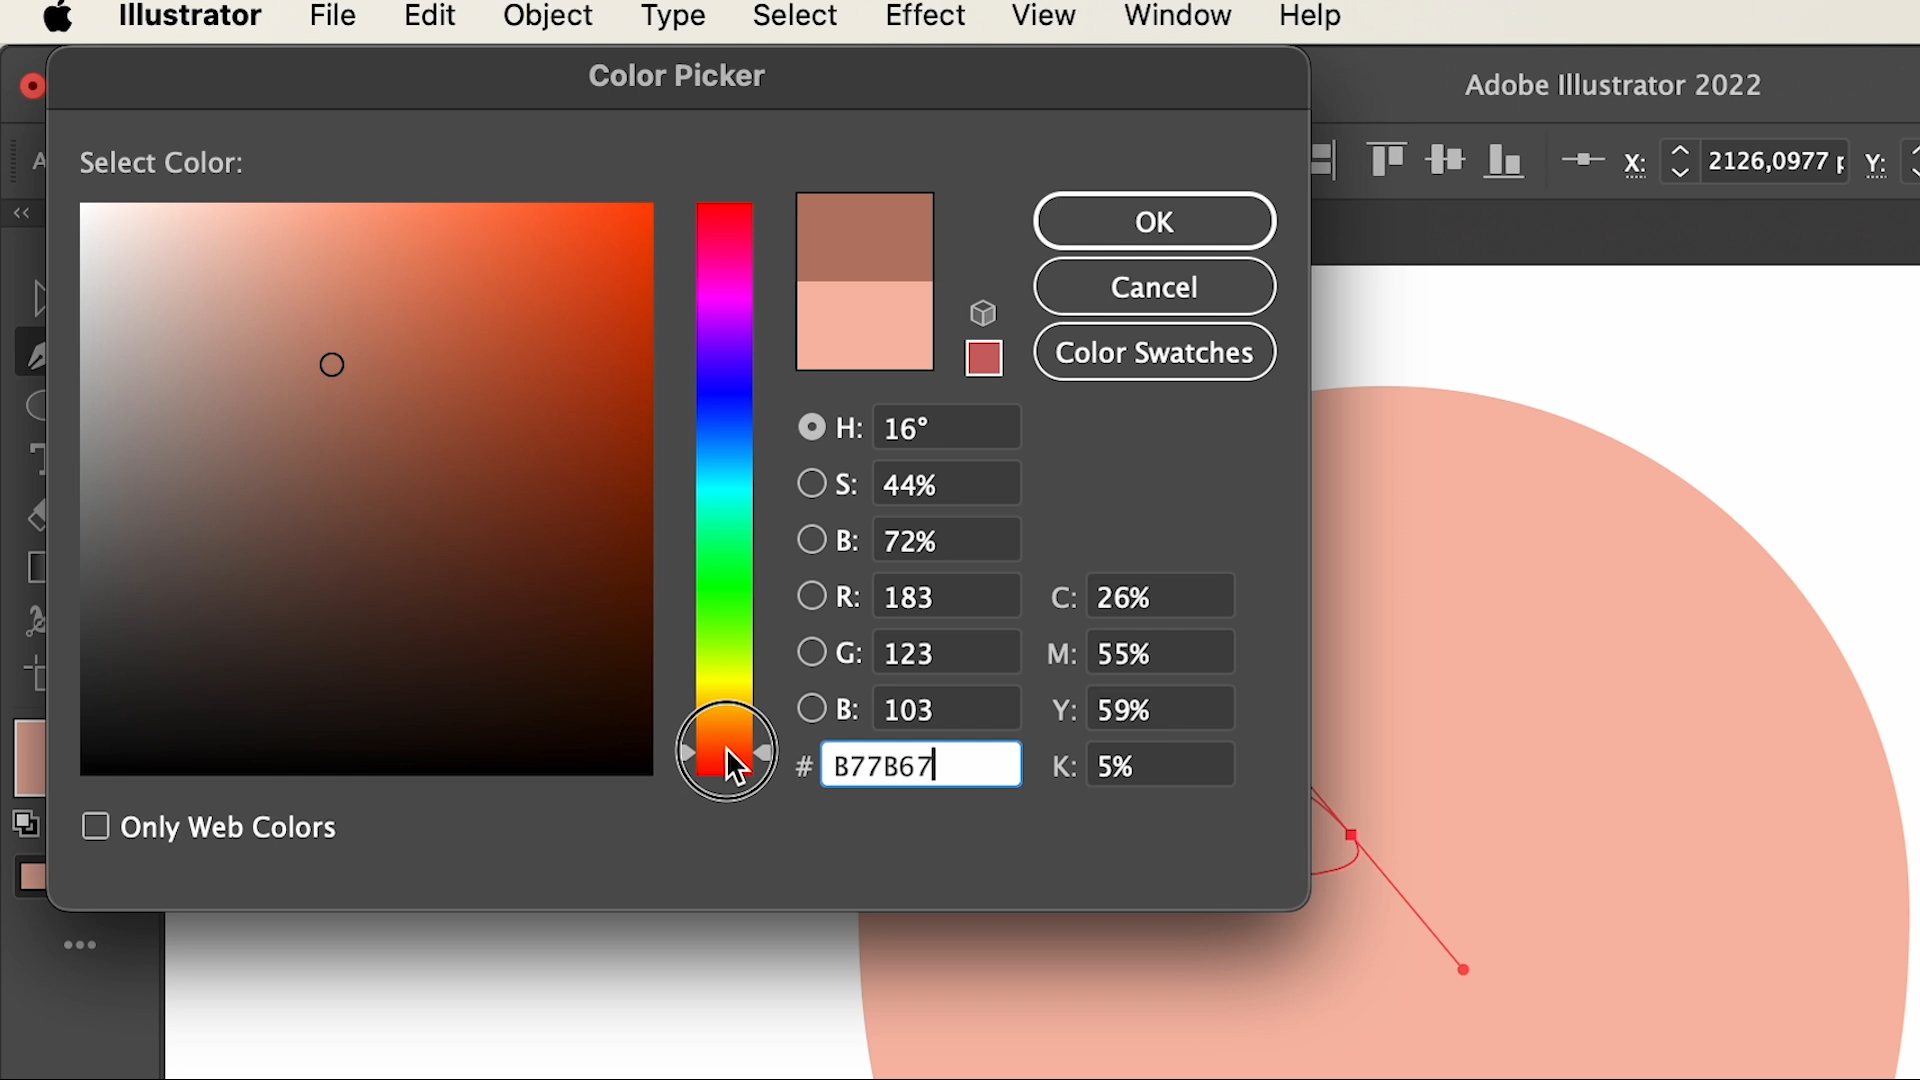 Illustrator File Edit Object Type Select Effect View Window Help
Color Picker
Adobe Illustrator 2022
Select Color:
OK
Cancel
Color Swatches
X: 2126,0977 Y:
H: 16°
S: 44%
B: 72%
R: 183 C: 26%
G: 123 M: 55%
B: 103 Y: 59%
# B77B67 K: 5%
Only Web Colors